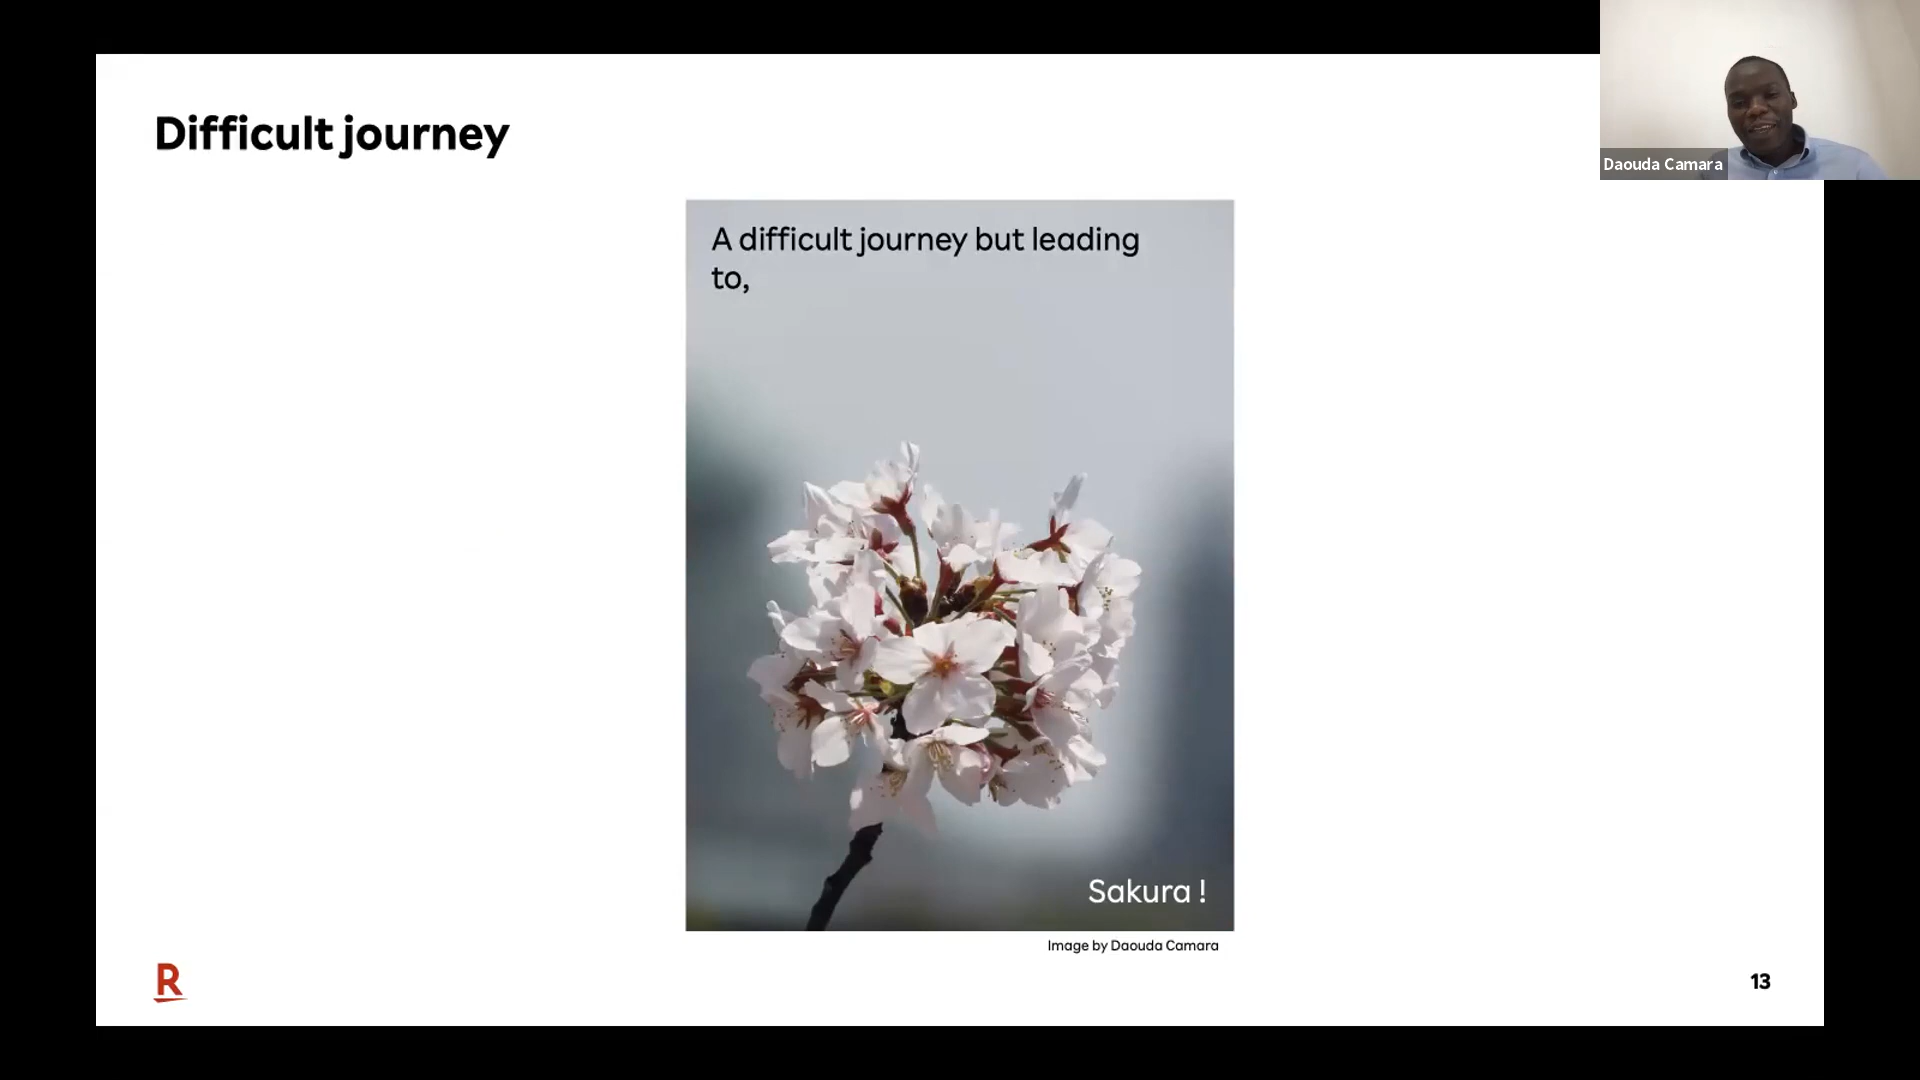 Difficult journey
Daouda Camara
A difficult journey but leading
to,
Sakura !
Image by Daouda Camara
R
13